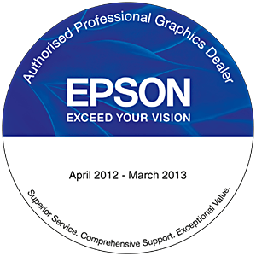 Authorised Professional Graphics Dealer
EPSON
EXCEED YOUR VISION
April 2012 - March 2013
Superior Service. Comprehensive Support. Exceptional Value.